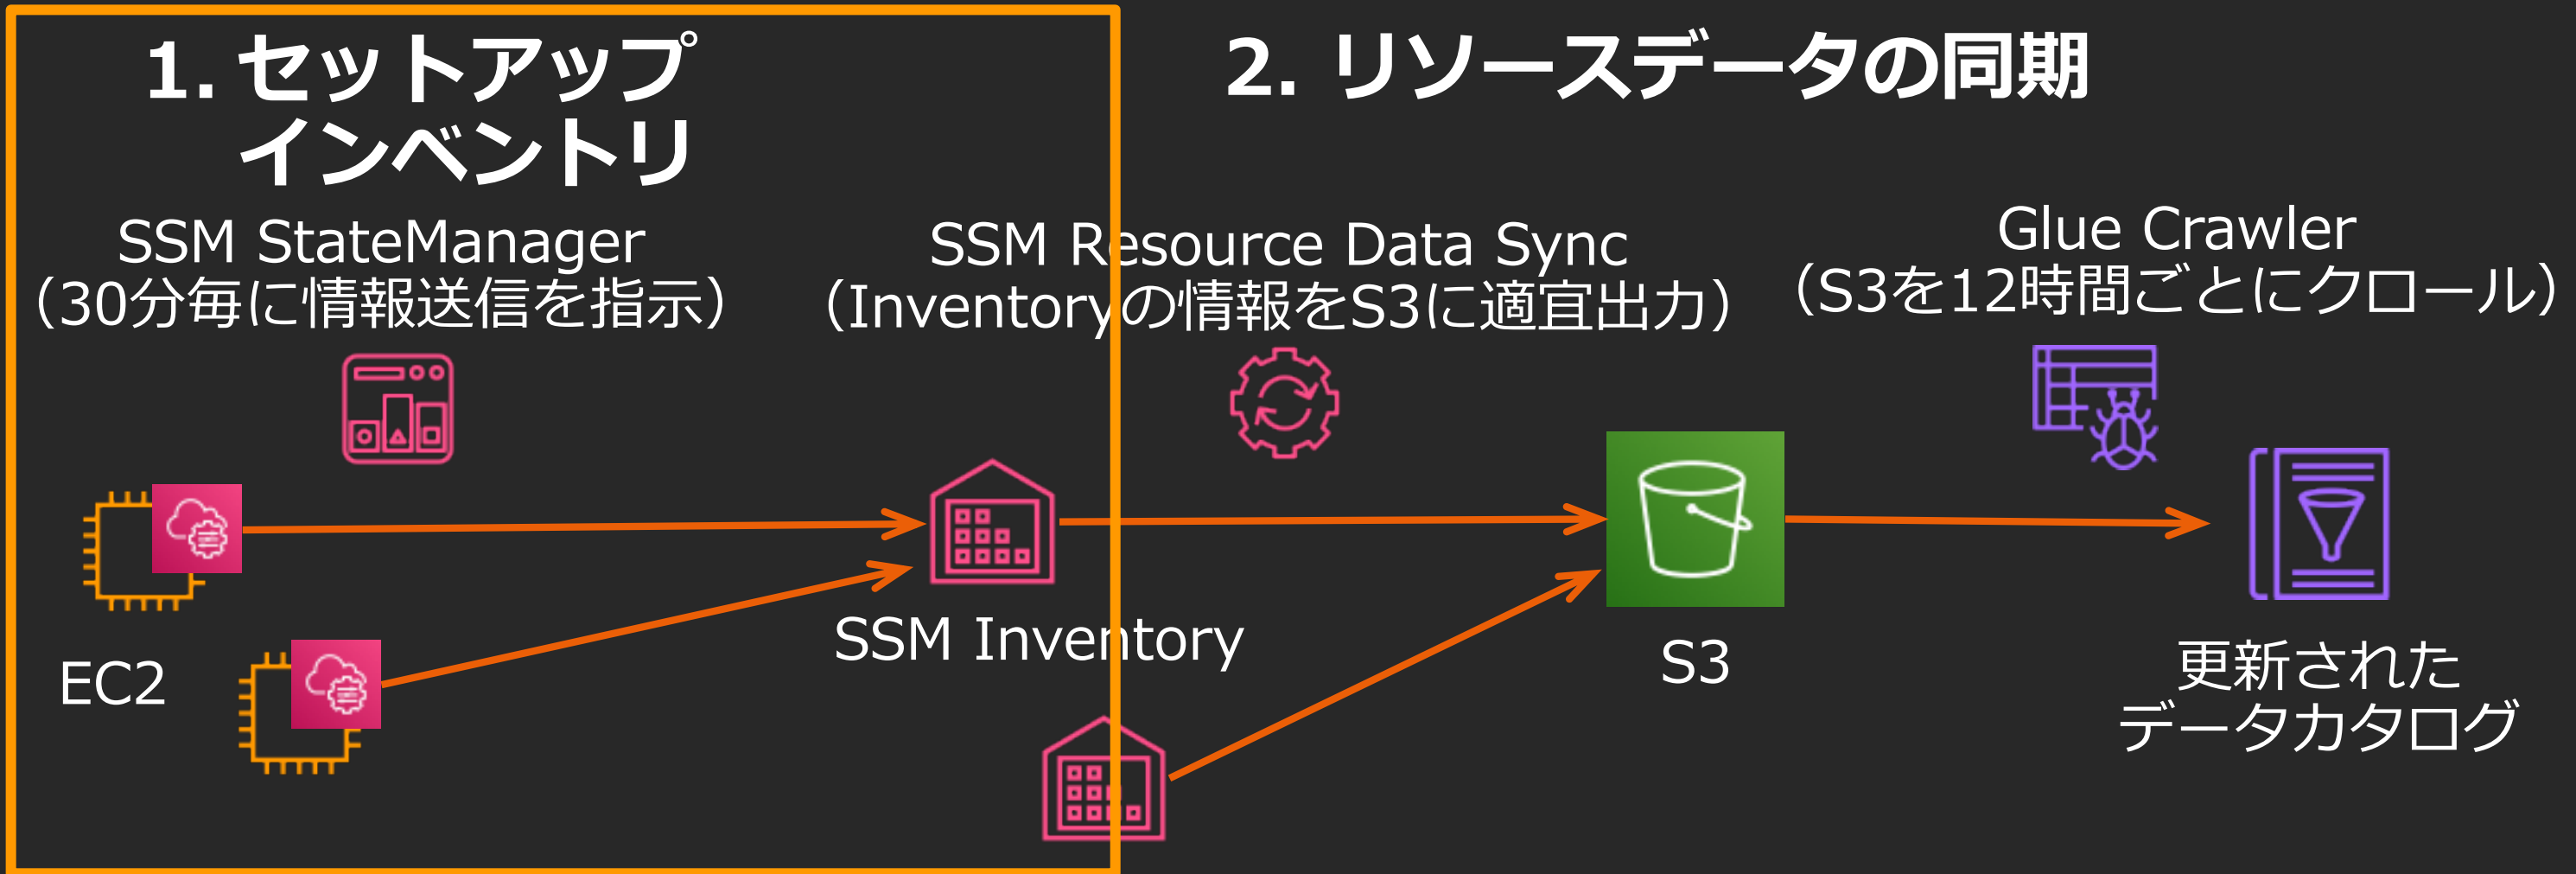 1. セットアップ
インベントリ
2. リソースデータの同期
SSM StateManager
（30分毎に情報送信を指示）
SSM Resource Data Sync
（Inventoryの情報をS3に適宜出力）
Glue Crawler
（S3を12時間ごとにクロール）
EC2
SSM Inventory
S3
更新された
データカタログ